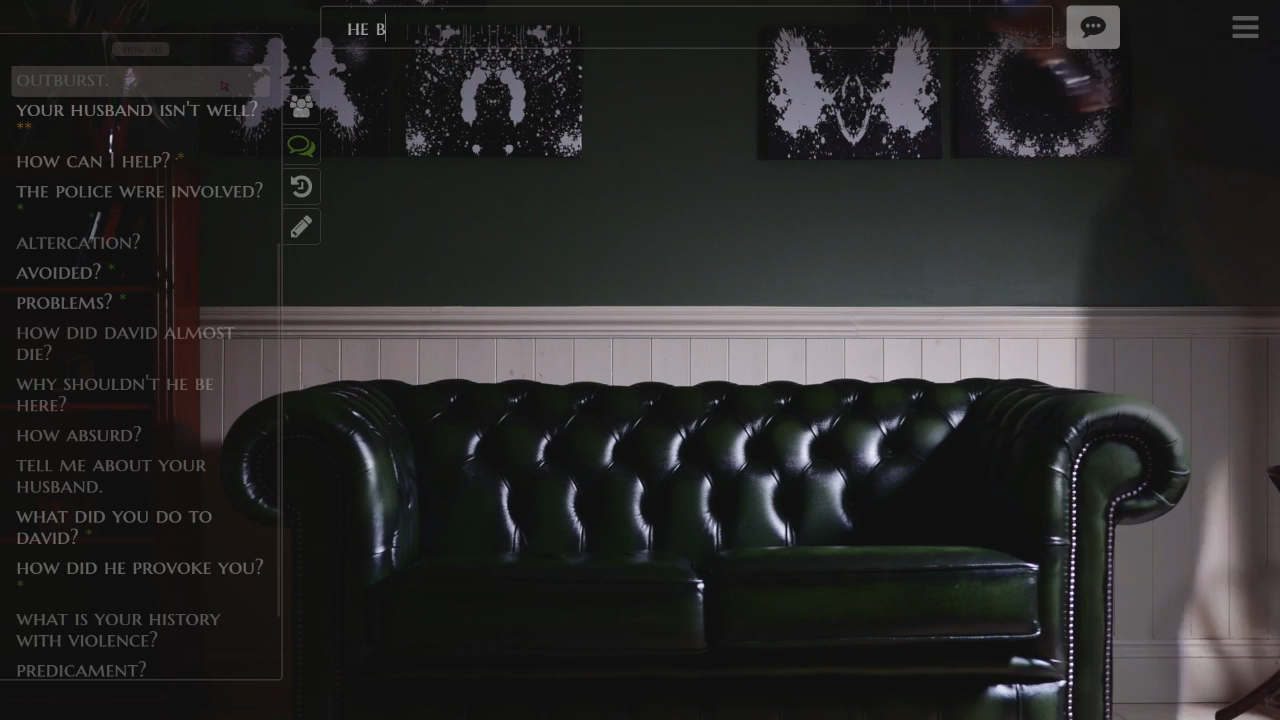 HE B
SHOW ALL
OUTBURST.
YOUR HUSBAND ISN'T WELL?
**
HOW CAN I HELP? *
THE POLICE WERE INVOLVED?
*
ALTERCATION?
AVOIDED? *
PROBLEMS? *
HOW DID DAVID ALMOST
DIE?
WHY SHOULDN'T HE BE
HERE?
HOW ABSURD?
TELL ME ABOUT YOUR
HUSBAND.
WHAT DID YOU DO TO
DAVID? *
HOW DID HE PROVOKE YOU?
*
WHAT IS YOUR HISTORY
WITH VIOLENCE?
PREDICAMENT?